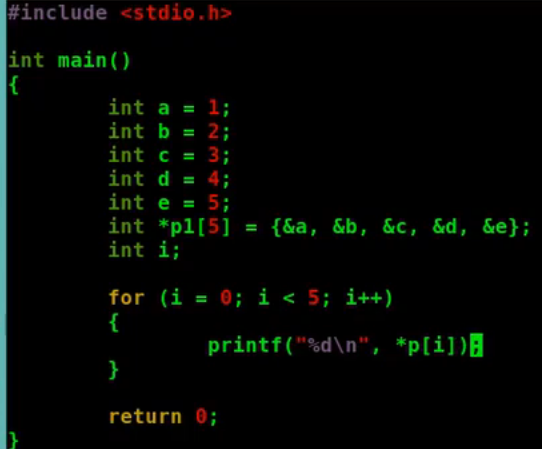 #include <stdio.h>

int main()
{
        int a = 1;
        int b = 2;
        int c = 3;
        int d = 4;
        int e = 5;
        int *p1[5] = {&a, &b, &c, &d, &e};
        int i;

        for (i = 0; i < 5; i++)
        {
                printf("%d\n", *p[i]);
        }

        return 0;
}